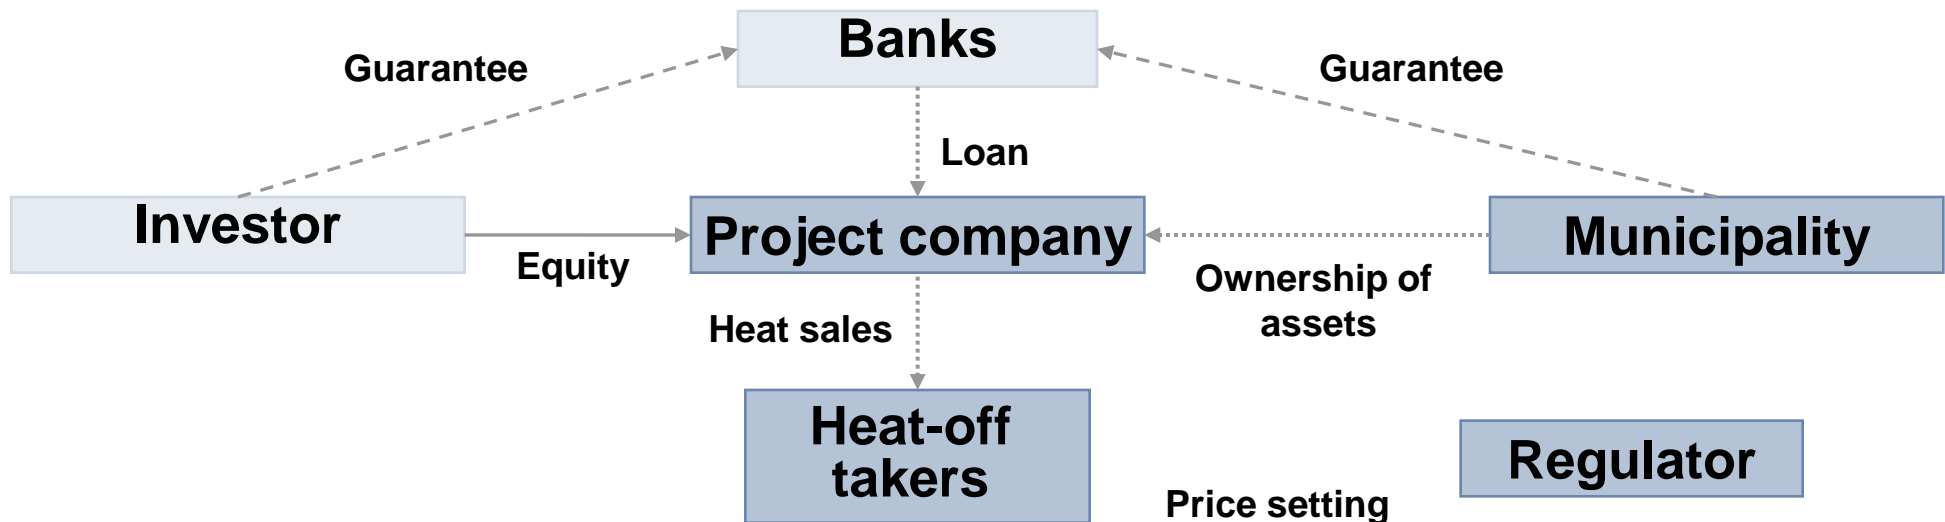 Banks
Guarantee
Guarantee
Loan
Investor
Project company
Municipality
Equity
Ownership of
assets
Heat sales
Heat-off
takers
Regulator
Price setting